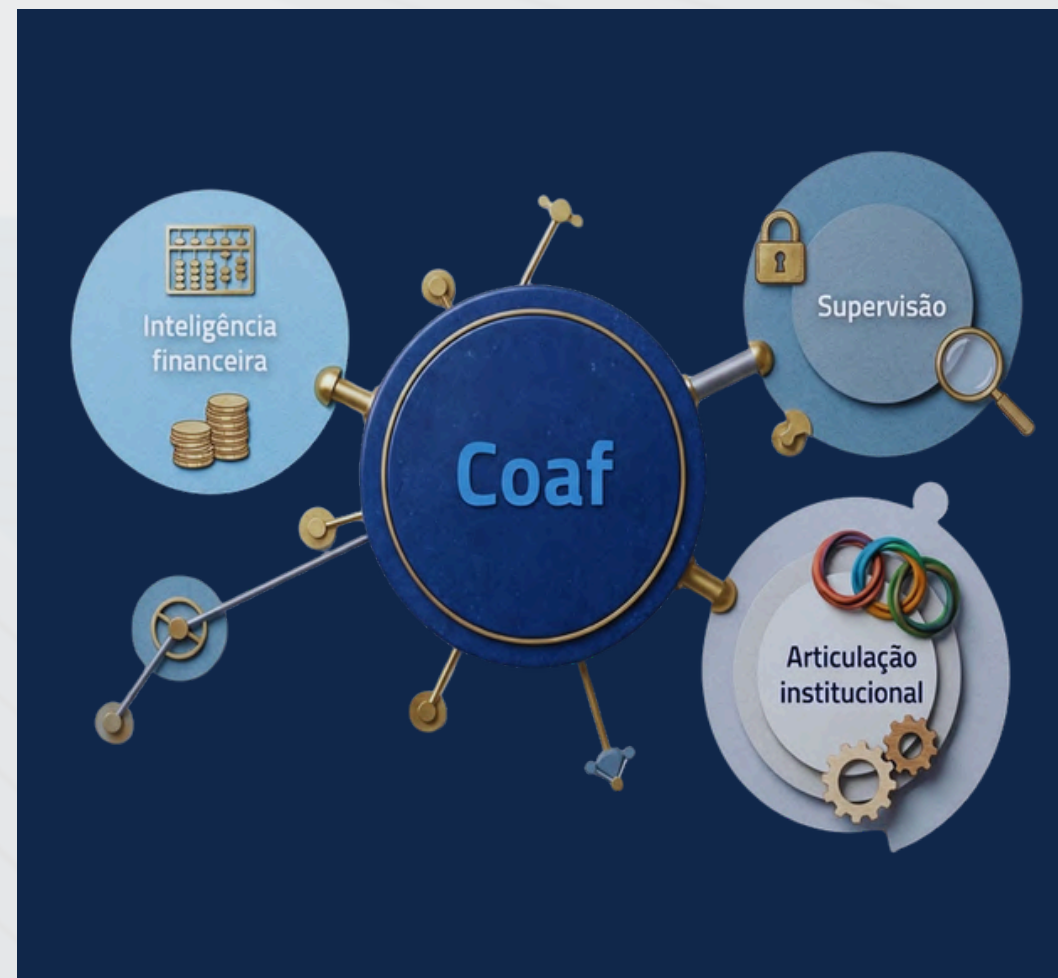 Inteligência
financeira
Coaf
Supervisão
Articulação
institucional